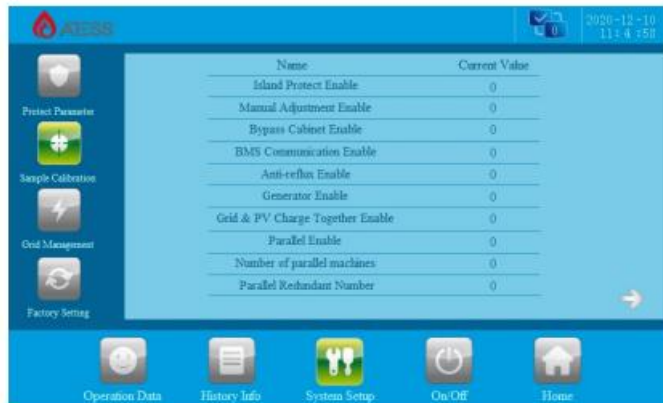 ATESS
2020-12-10
11:4:50
Name Current Value
Island Protect Enable 0
Manual Adjustment Enable 0
Bypass Cabinet Enable 0
BMS Communication Enable 0
Anti-reflux Enable 0
Generator Enable 0
Grid & PV Charge Together Enable 0
Parallel Enable 0
Number of parallel machines 0
Parallel Redundant Number 0
Protect Parameter
Sample Calibration
Grid Management
Factory Setting
0
Operation Data History Info System Setup On/Off Home